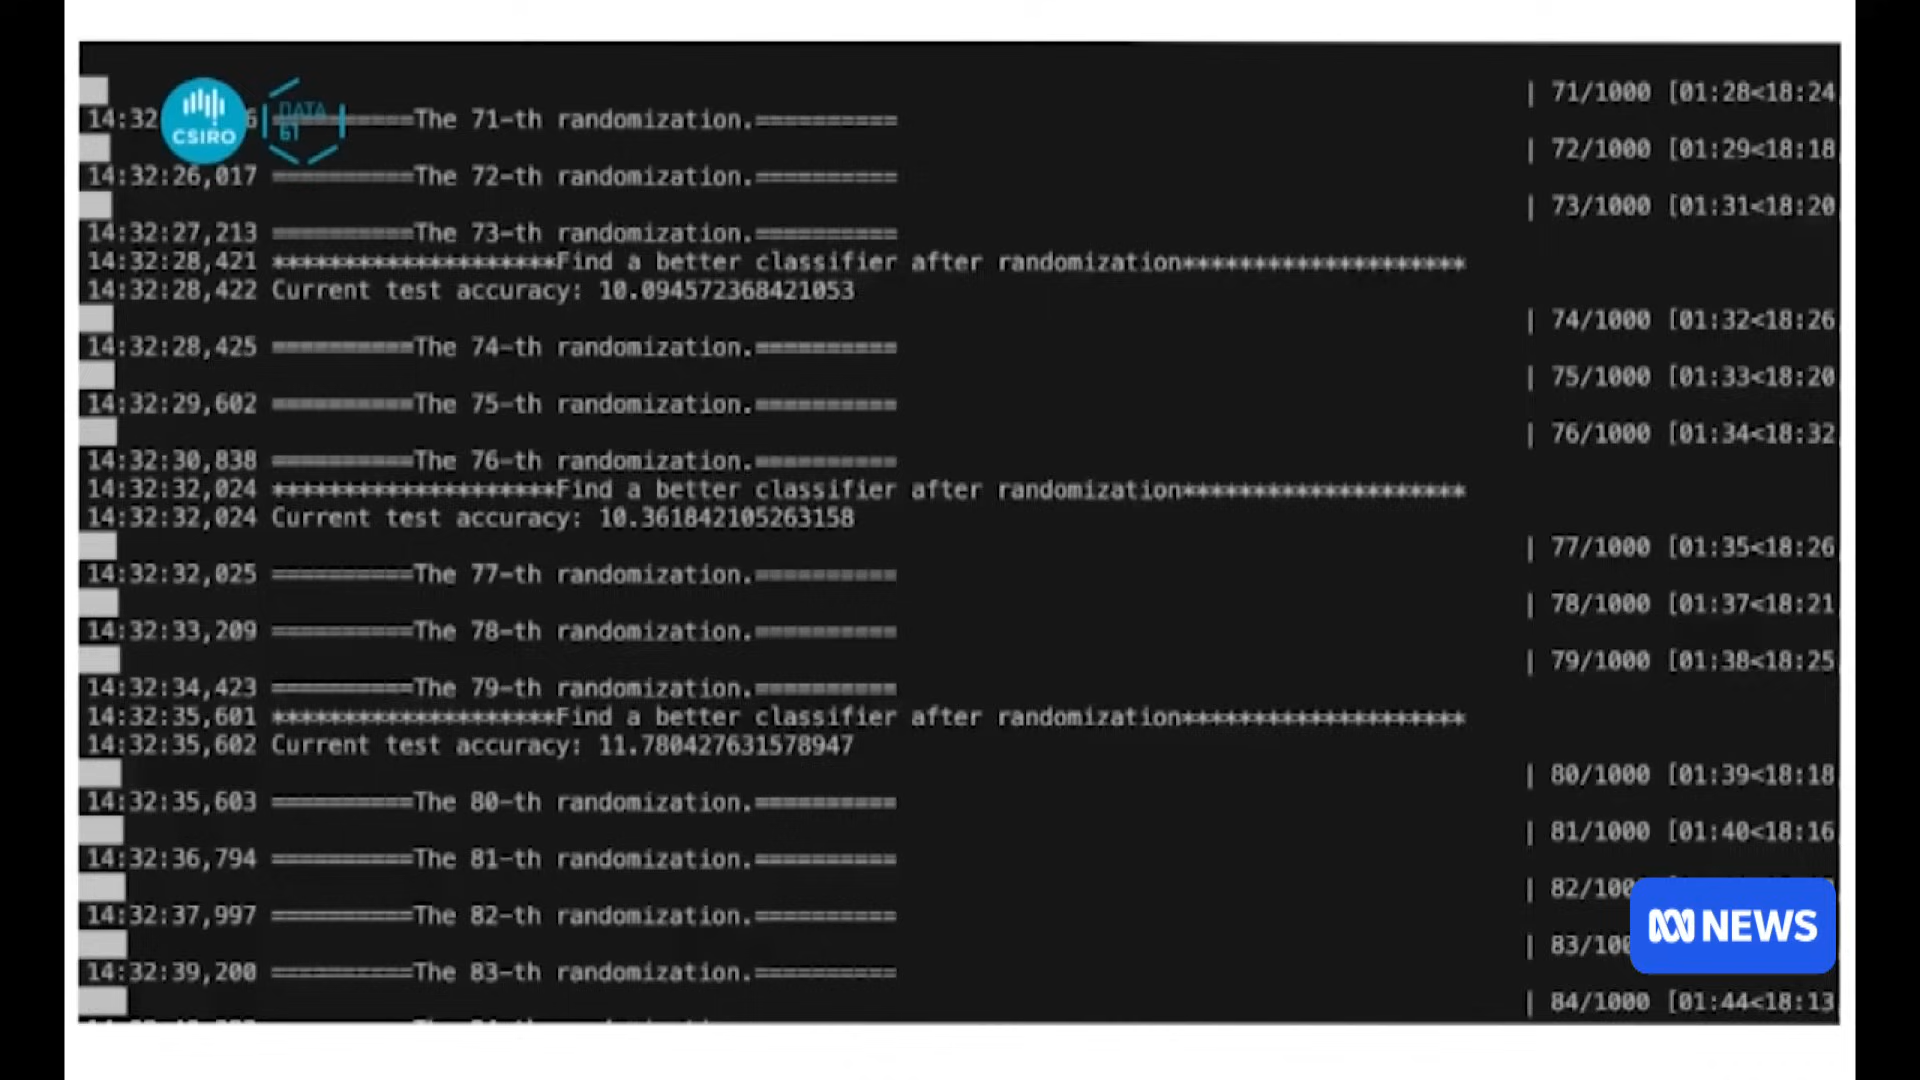 | 71/1000 [01:28<18:24
14:32 6 ==========The 71-th randomization.==========
CSIRO
DATA
61
| 72/1000 [01:29<18:18
14:32:26,017 ==========The 72-th randomization.==========
| 73/1000 [01:31<18:20
14:32:27,213 ==========The 73-th randomization.==========
14:32:28,421 ********************Find a better classifier after randomization********************
14:32:28,422 Current test accuracy: 10.094572368421053
| 74/1000 [01:32<18:26
14:32:28,425 ==========The 74-th randomization.==========
| 75/1000 [01:33<18:20
14:32:29,602 ==========The 75-th randomization.==========
| 76/1000 [01:34<18:32
14:32:30,838 ==========The 76-th randomization.==========
14:32:32,024 ********************Find a better classifier after randomization********************
14:32:32,024 Current test accuracy: 10.361842105263158
| 77/1000 [01:35<18:26
14:32:32,025 ==========The 77-th randomization.==========
| 78/1000 [01:37<18:21
14:32:33,209 ==========The 78-th randomization.==========
| 79/1000 [01:38<18:25
14:32:34,423 ==========The 79-th randomization.==========
14:32:35,601 ********************Find a better classifier after randomization********************
14:32:35,602 Current test accuracy: 11.780427631578947
| 80/1000 [01:39<18:18
14:32:35,603 ==========The 80-th randomization.==========
| 81/1000 [01:40<18:16
14:32:36,794 ==========The 81-th randomization.==========
| 82/100
14:32:37,997 ==========The 82-th randomization.==========
NEWS
| 83/100
14:32:39,200 ==========The 83-th randomization.==========
| 84/1000 [01:44<18:13